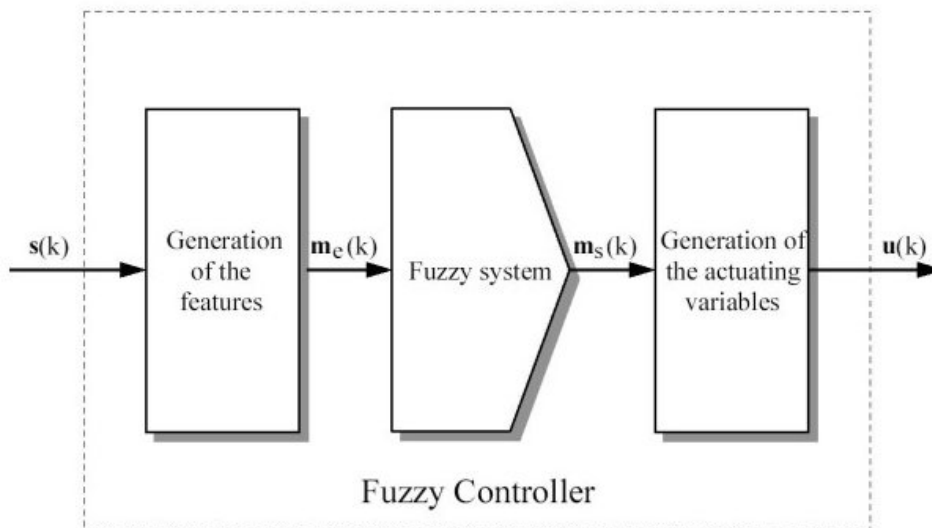 s(k)
Generation
of the
features
m_e(k)
Fuzzy system
m_s(k)
Generation of
the actuating
variables
u(k)
Fuzzy Controller